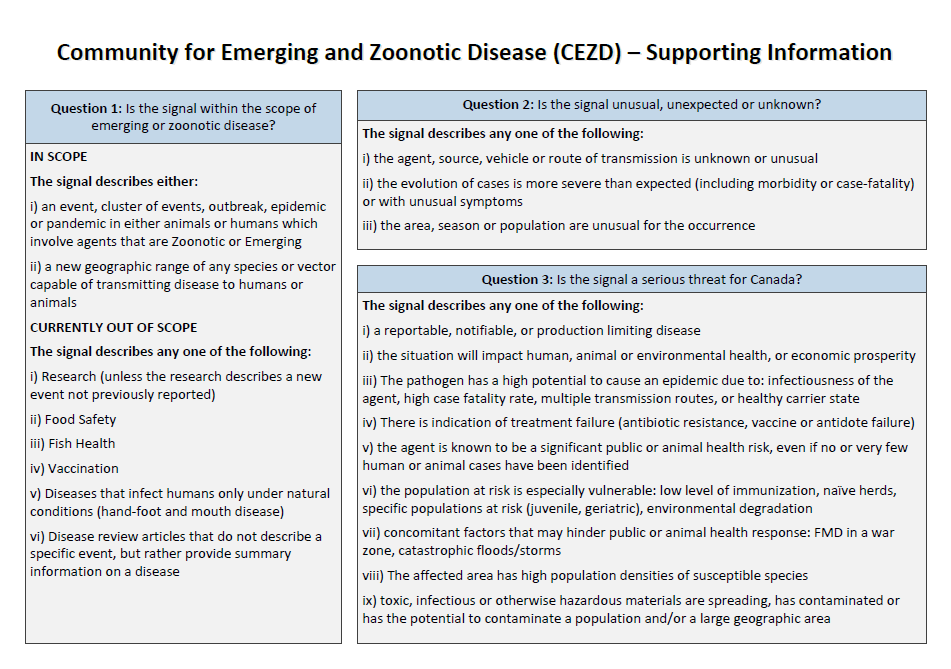 Community for Emerging and Zoonotic Disease (CEZD) – Supporting Information
Question 1: Is the signal within the scope of
emerging or zoonotic disease?
IN SCOPE
The signal describes either:
i) an event, cluster of events, outbreak, epidemic
or pandemic in either animals or humans which
involve agents that are Zoonotic or Emerging
ii) a new geographic range of any species or vector
capable of transmitting disease to humans or
animals
CURRENTLY OUT OF SCOPE
The signal describes any one of the following:
i) Research (unless the research describes a new
event not previously reported)
ii) Food Safety
iii) Fish Health
iv) Vaccination
v) Diseases that infect humans only under natural
conditions (hand-foot and mouth disease)
vi) Disease review articles that do not describe a
specific event, but rather provide summary
information on a disease
Question 2: Is the signal unusual, unexpected or unknown?
The signal describes any one of the following:
i) the agent, source, vehicle or route of transmission is unknown or unusual
ii) the evolution of cases is more severe than expected (including morbidity or case-fatality)
or with unusual symptoms
iii) the area, season or population are unusual for the occurrence
Question 3: Is the signal a serious threat for Canada?
The signal describes any one of the following:
i) a reportable, notifiable, or production limiting disease
ii) the situation will impact human, animal or environmental health, or economic prosperity
iii) The pathogen has a high potential to cause an epidemic due to: infectiousness of the
agent, high case fatality rate, multiple transmission routes, or healthy carrier state
iv) There is indication of treatment failure (antibiotic resistance, vaccine or antidote failure)
v) the agent is known to be a significant public or animal health risk, even if no or very few
human or animal cases have been identified
vi) the population at risk is especially vulnerable: low level of immunization, naïve herds,
specific populations at risk (juvenile, geriatric), environmental degradation
vii) concomitant factors that may hinder public or animal health response: FMD in a war
zone, catastrophic floods/storms
viii) The affected area has high population densities of susceptible species
ix) toxic, infectious or otherwise hazardous materials are spreading, has contaminated or
has the potential to contaminate a population and/or a large geographic area